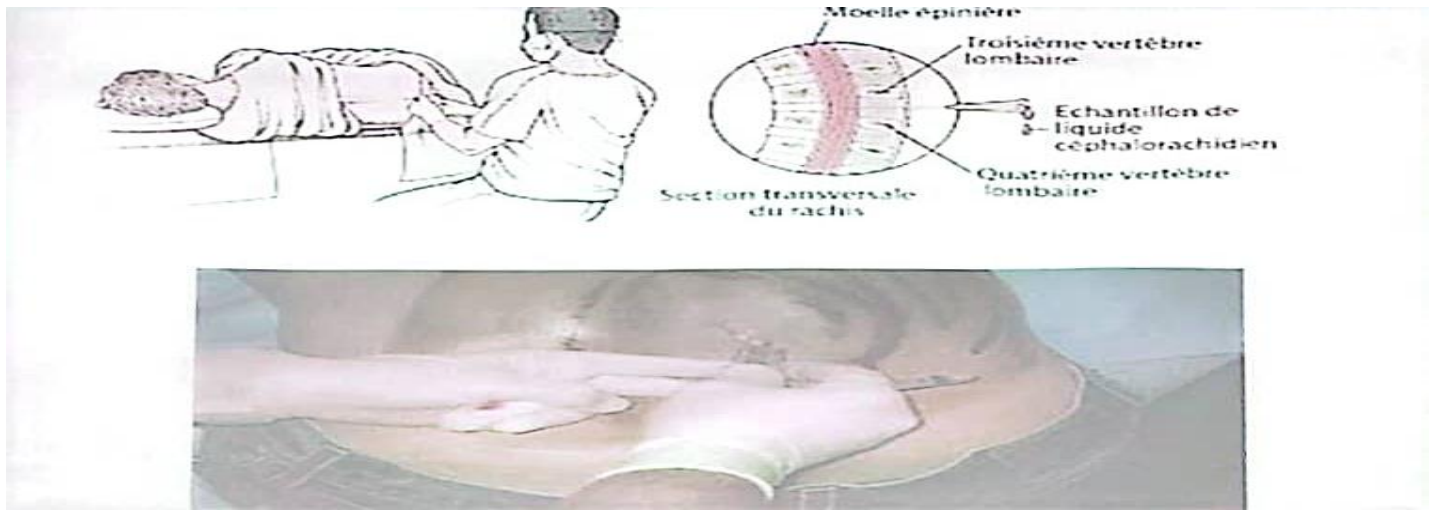 Moelle épinière
Troisième vertèbre
lombaire
Echantillon de
liquide
céphalorachidien
Quatrième vertèbre
lombaire
Section transversale
du rachis